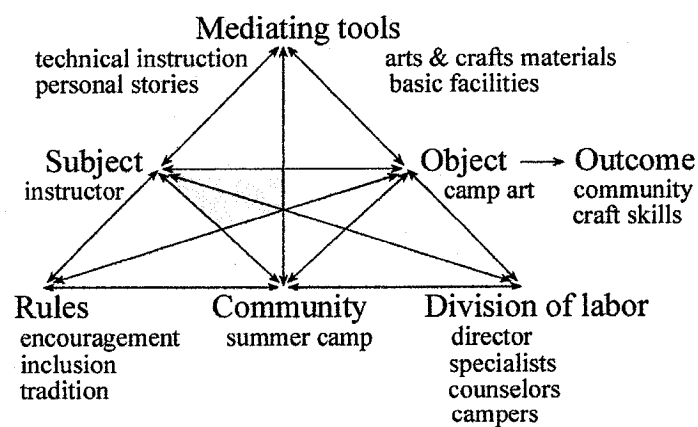 Mediating tools
technical instruction
personal stories
arts & crafts materials
basic facilities
Subject
instructor
Object
camp art
Outcome
community
craft skills
Rules
encouragement
inclusion
tradition
Community
summer camp
Division of labor
director
specialists
counselors
campers